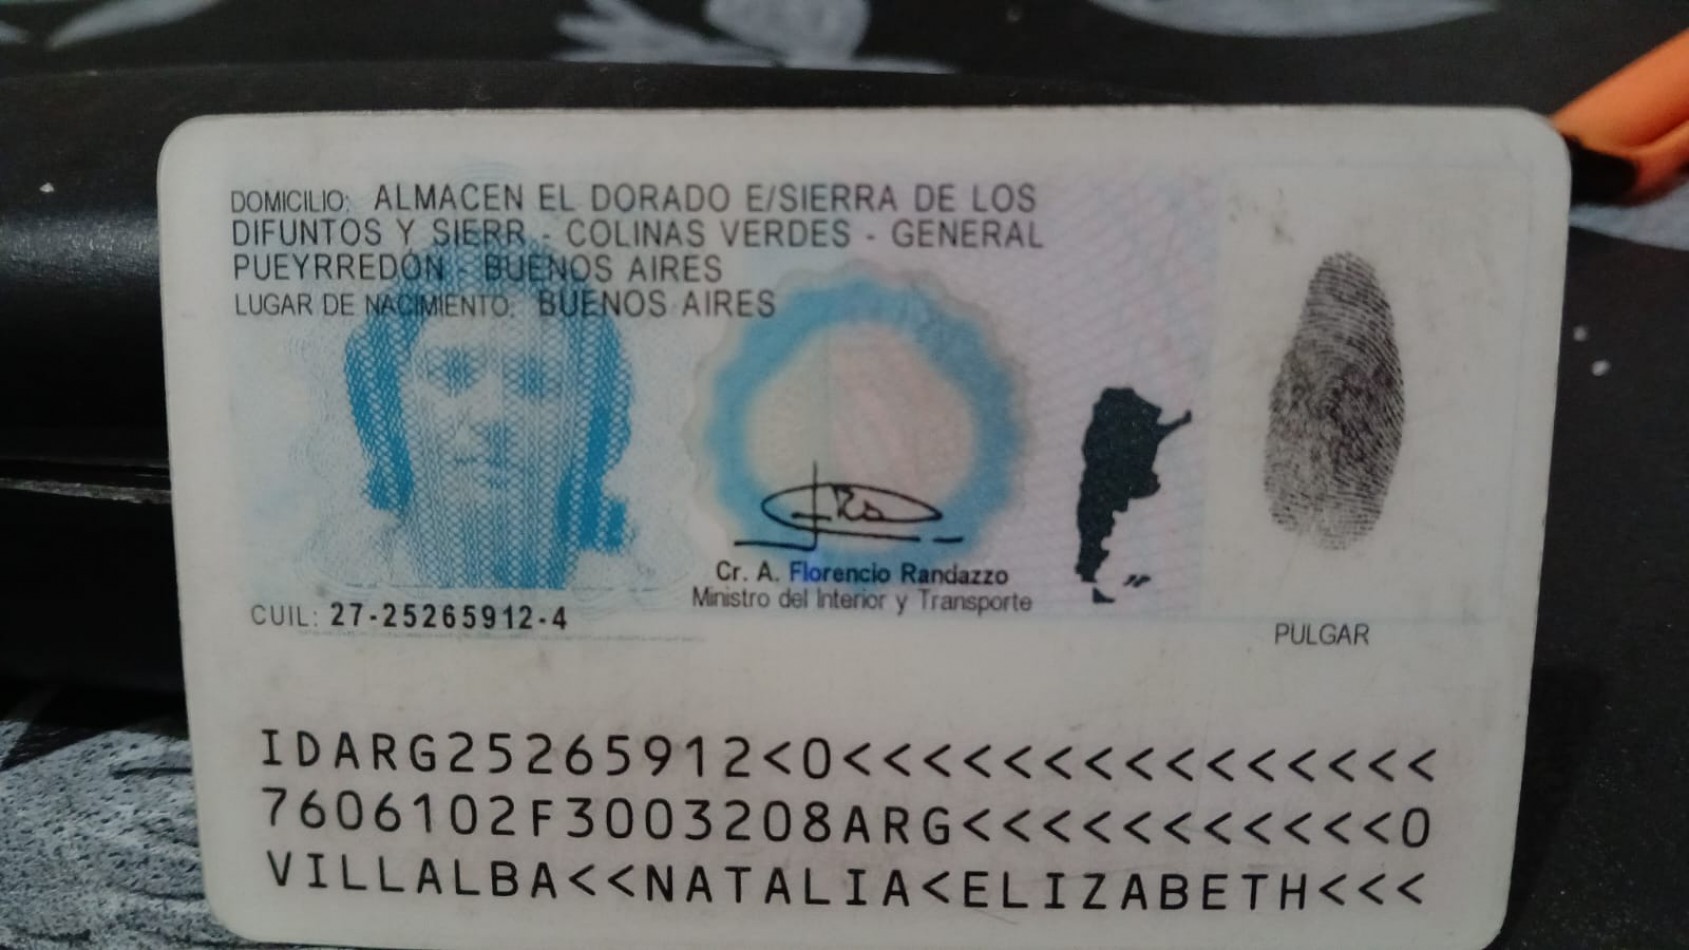 DOMICILIO: ALMACEN EL DORADO E/SIERRA DE LOS
DIFUNTOS Y SIERR - COLINAS VERDES - GENERAL
PUEYRREDÓN - BUENOS AIRES
LUGAR DE NACIMIENTO: BUENOS AIRES
Cr. A. Florencio Randazzo
Ministro del Interior y Transporte
CUIL: 27-25265912-4
PULGAR
IDARG25265912<0<<<<<<<<<<<<<<<
7606102F3003208ARG<<<<<<<<<<<0
VILLALBA<<NATALIA<ELIZABETH<<<